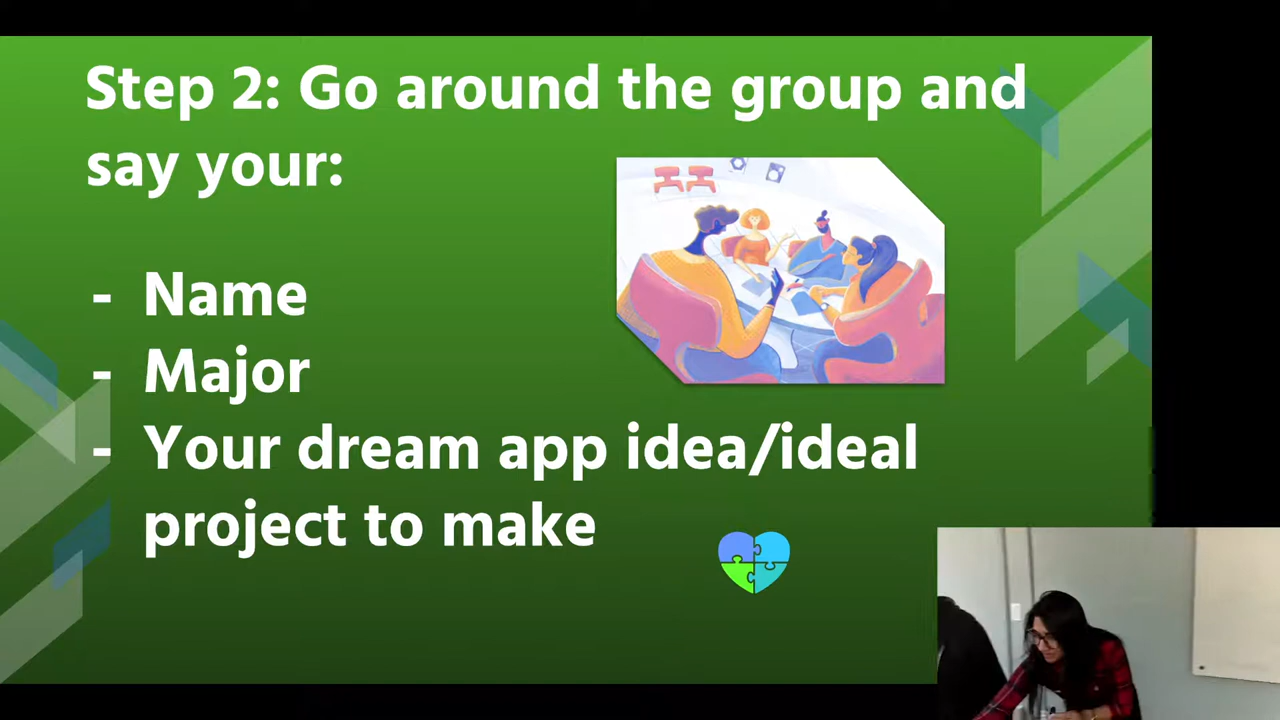 Step 2: Go around the group and
say your:
- Name
- Major
- Your dream app idea/ideal
project to make